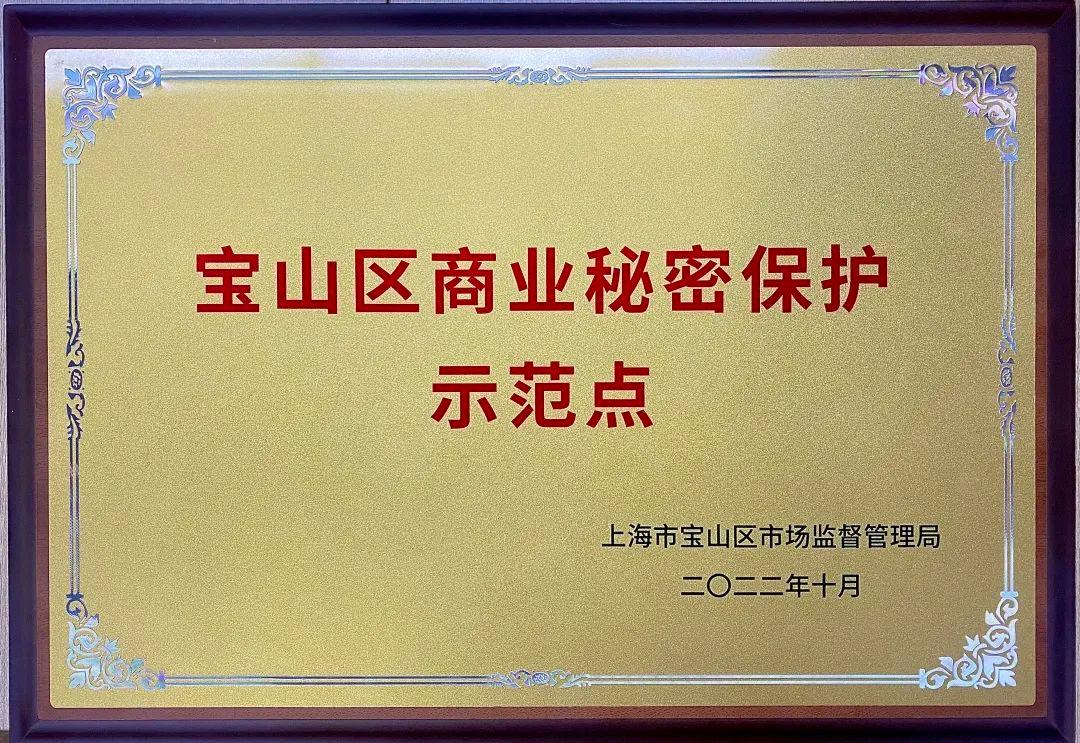 宝山区商业秘密保护
示范点
上海市宝山区市场监督管理局
二〇二二年十月